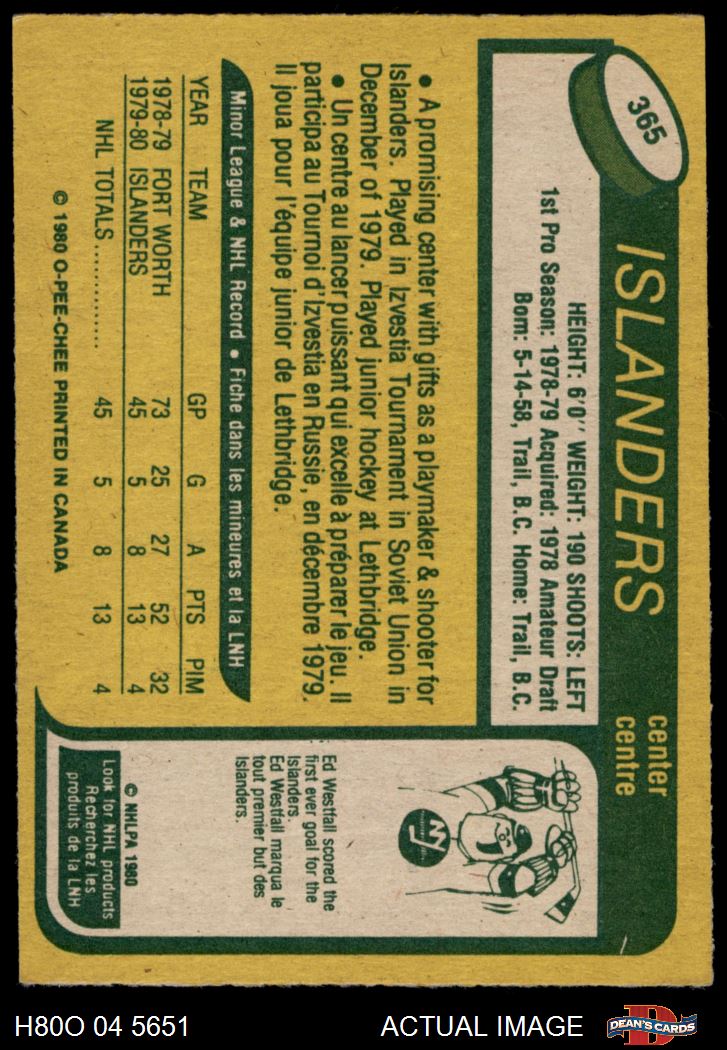 365
ISLANDERS
center
centre
HEIGHT: 6'0" WEIGHT: 190 SHOOTS: LEFT
1st Pro Season: 1978-79 Acquired: 1978 Amateur Draft
Born: 5-14-58, Trail, B.C. Home: Trail, B.C.
• A promising center with gifts as a playmaker & shooter for
Islanders. Played in Izvestia Tournament in Soviet Union in
December of 1979. Played junior hockey at Lethbridge.
• Un centre au lancer puissant qui excelle à préparer le jeu. Il
participa au Tournoi d'Izvestia en Russie, en décembre 1979.
Il joua pour l'équipe junior de Lethbridge.
Minor League & NHL Record • Fiche dans les mineures et la LNH
YEAR TEAM GP G A PTS PIM
1978-79 FORT WORTH 73 25 27 52 32
1979-80 ISLANDERS 45 5 8 13 4
NHL TOTALS .............. 45 5 8 13 4
© 1980 O-PEE-CHEE PRINTED IN CANADA
NY
Ed Westfall scored the
first ever goal for the
Islanders.
Ed Westfall marqua le
tout premier but des
Islanders.
© NHLPA 1980
Look for NHL products
Recherchez les
produits de la LNH
H80O 04 5651
ACTUAL IMAGE
DEAN'S CARDS